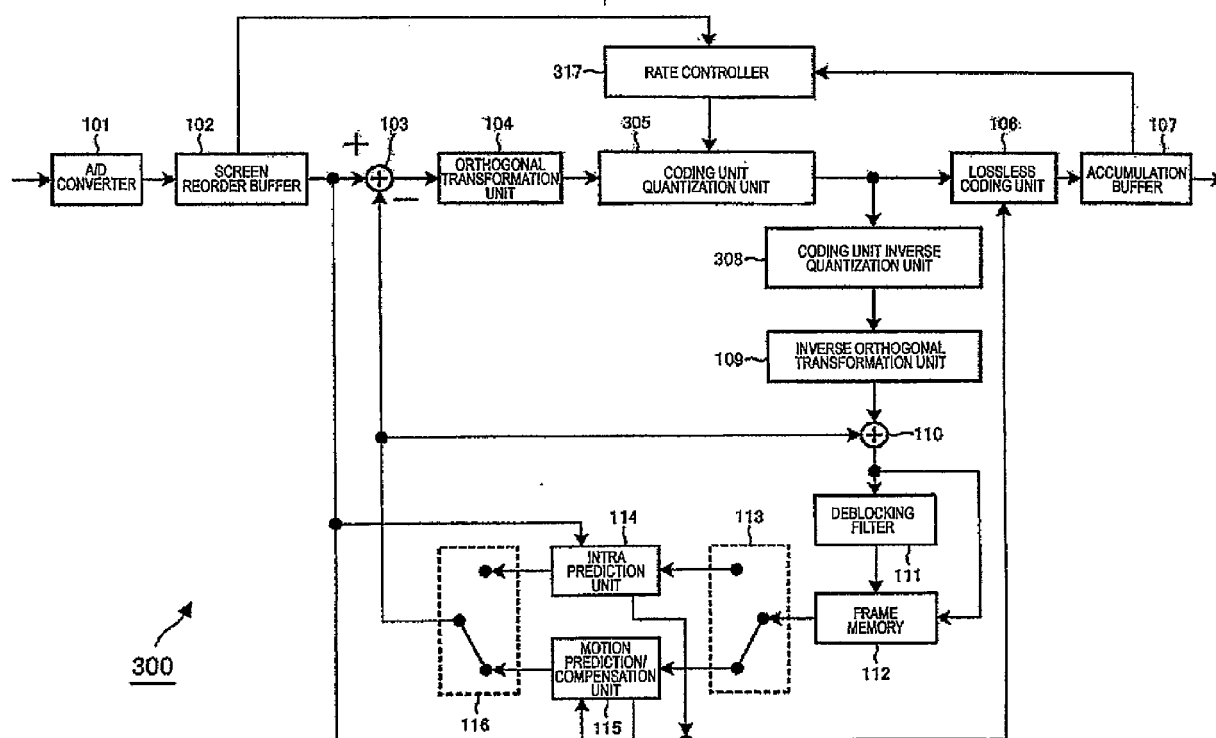 317
RATE CONTROLLER
101
102
+
103
104
305
106
107
A/D
CONVERTER
SCREEN
REORDER BUFFER
+
−
ORTHOGONAL
TRANSFORMATION
UNIT
CODING UNIT
QUANTIZATION UNIT
LOSSLESS
CODING UNIT
ACCUMULATION
BUFFER
308
CODING UNIT INVERSE
QUANTIZATION UNIT
109
INVERSE ORTHOGONAL
TRANSFORMATION UNIT
+
110
114
113
DEBLOCKING
FILTER
111
INTRA
PREDICTION
UNIT
FRAME
MEMORY
112
MOTION
PREDICTION/
COMPENSATION
UNIT
115
116
300